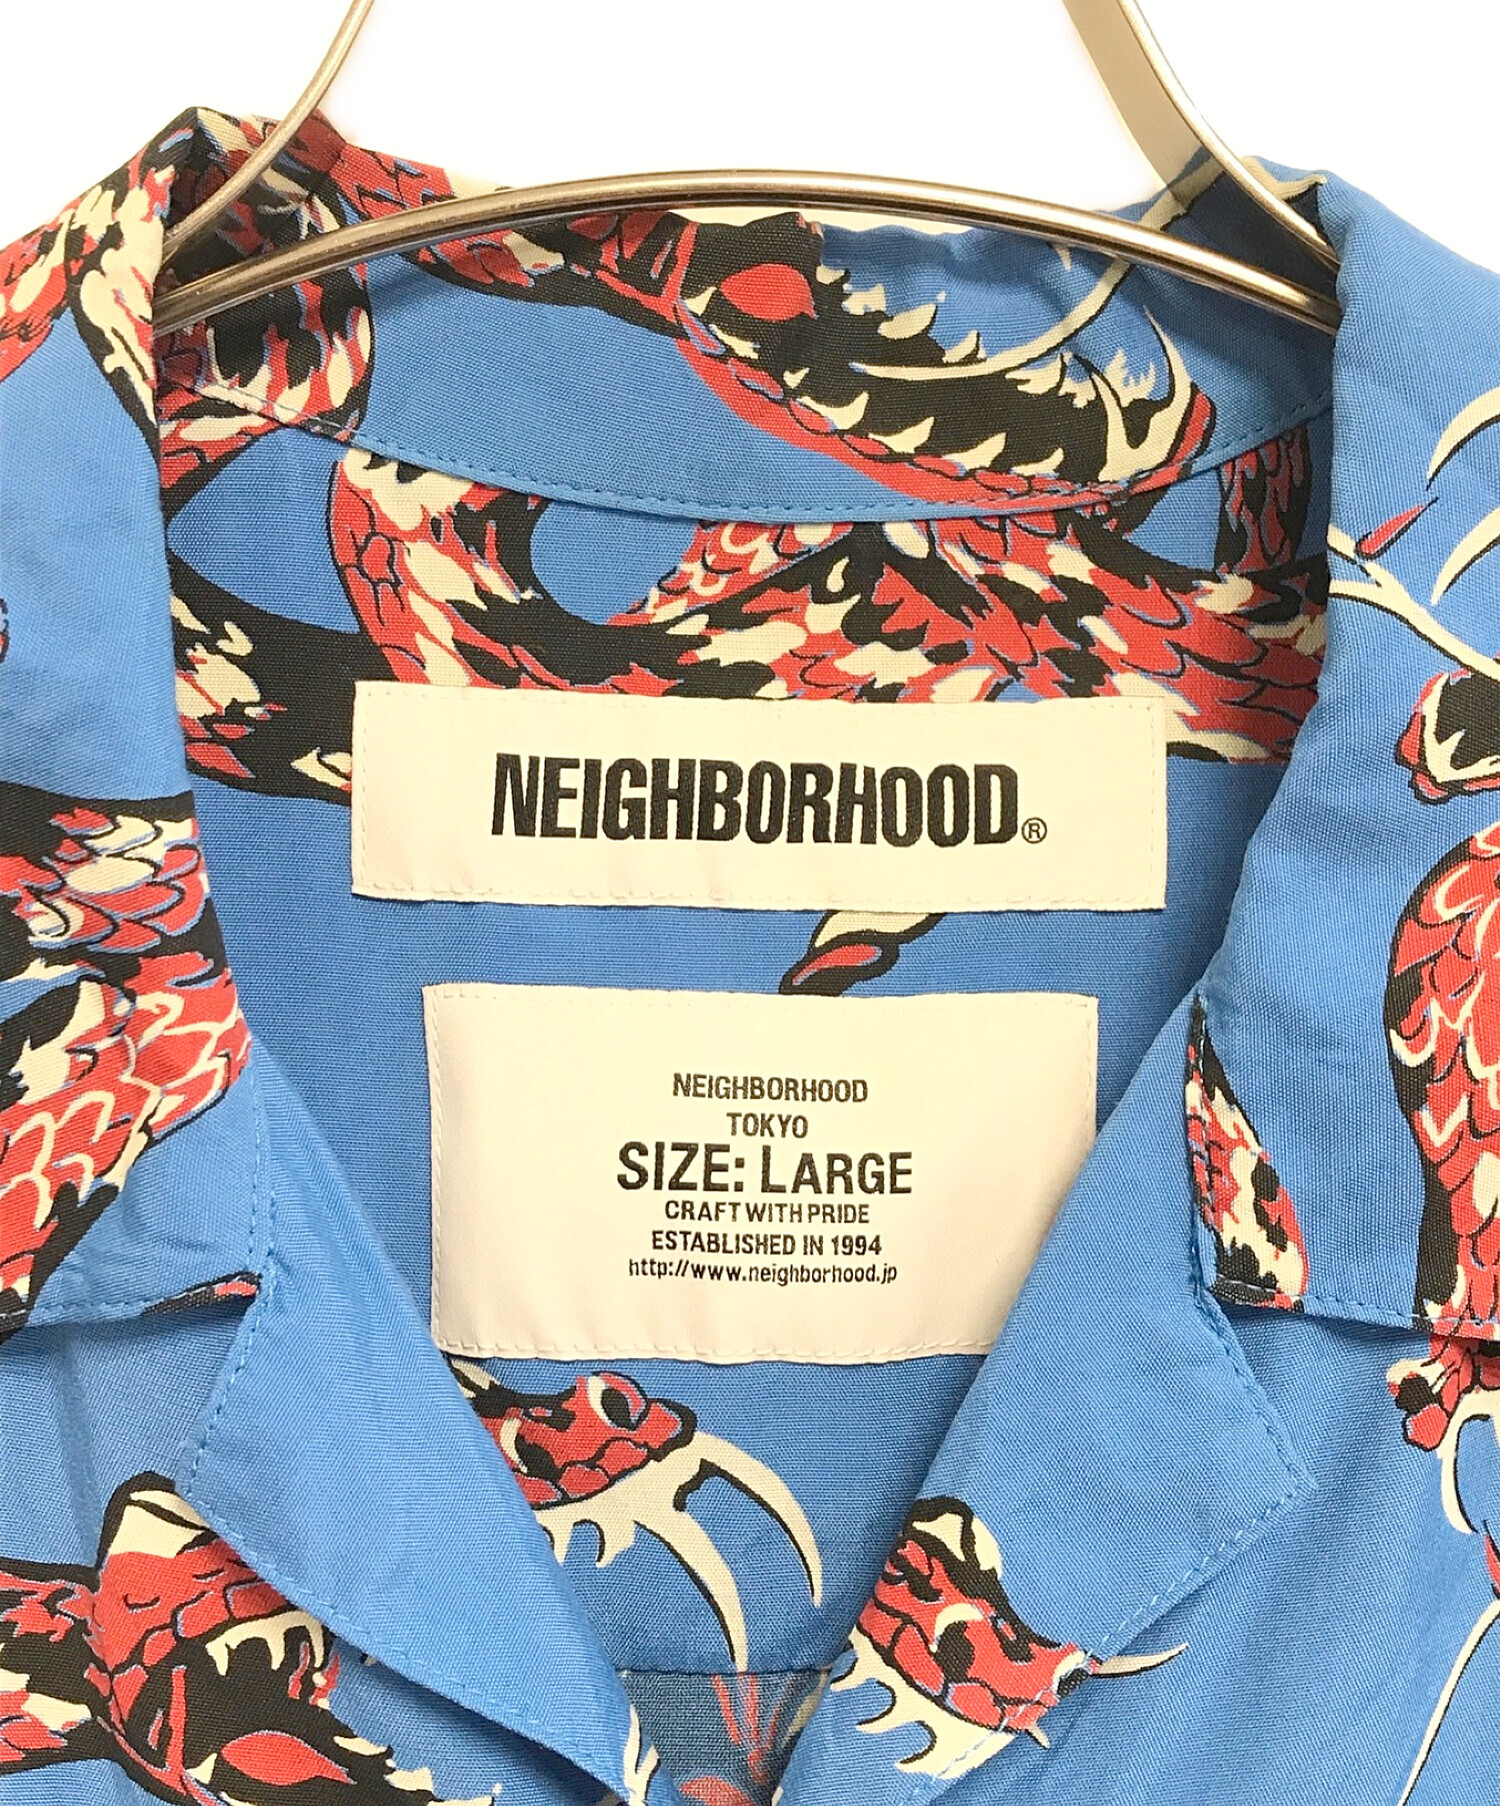 NEIGHBORHOOD®
NEIGHBORHOOD
TOKYO
SIZE: LARGE
CRAFT WITH PRIDE
ESTABLISHED IN 1994
http://www.neighborhood.jp